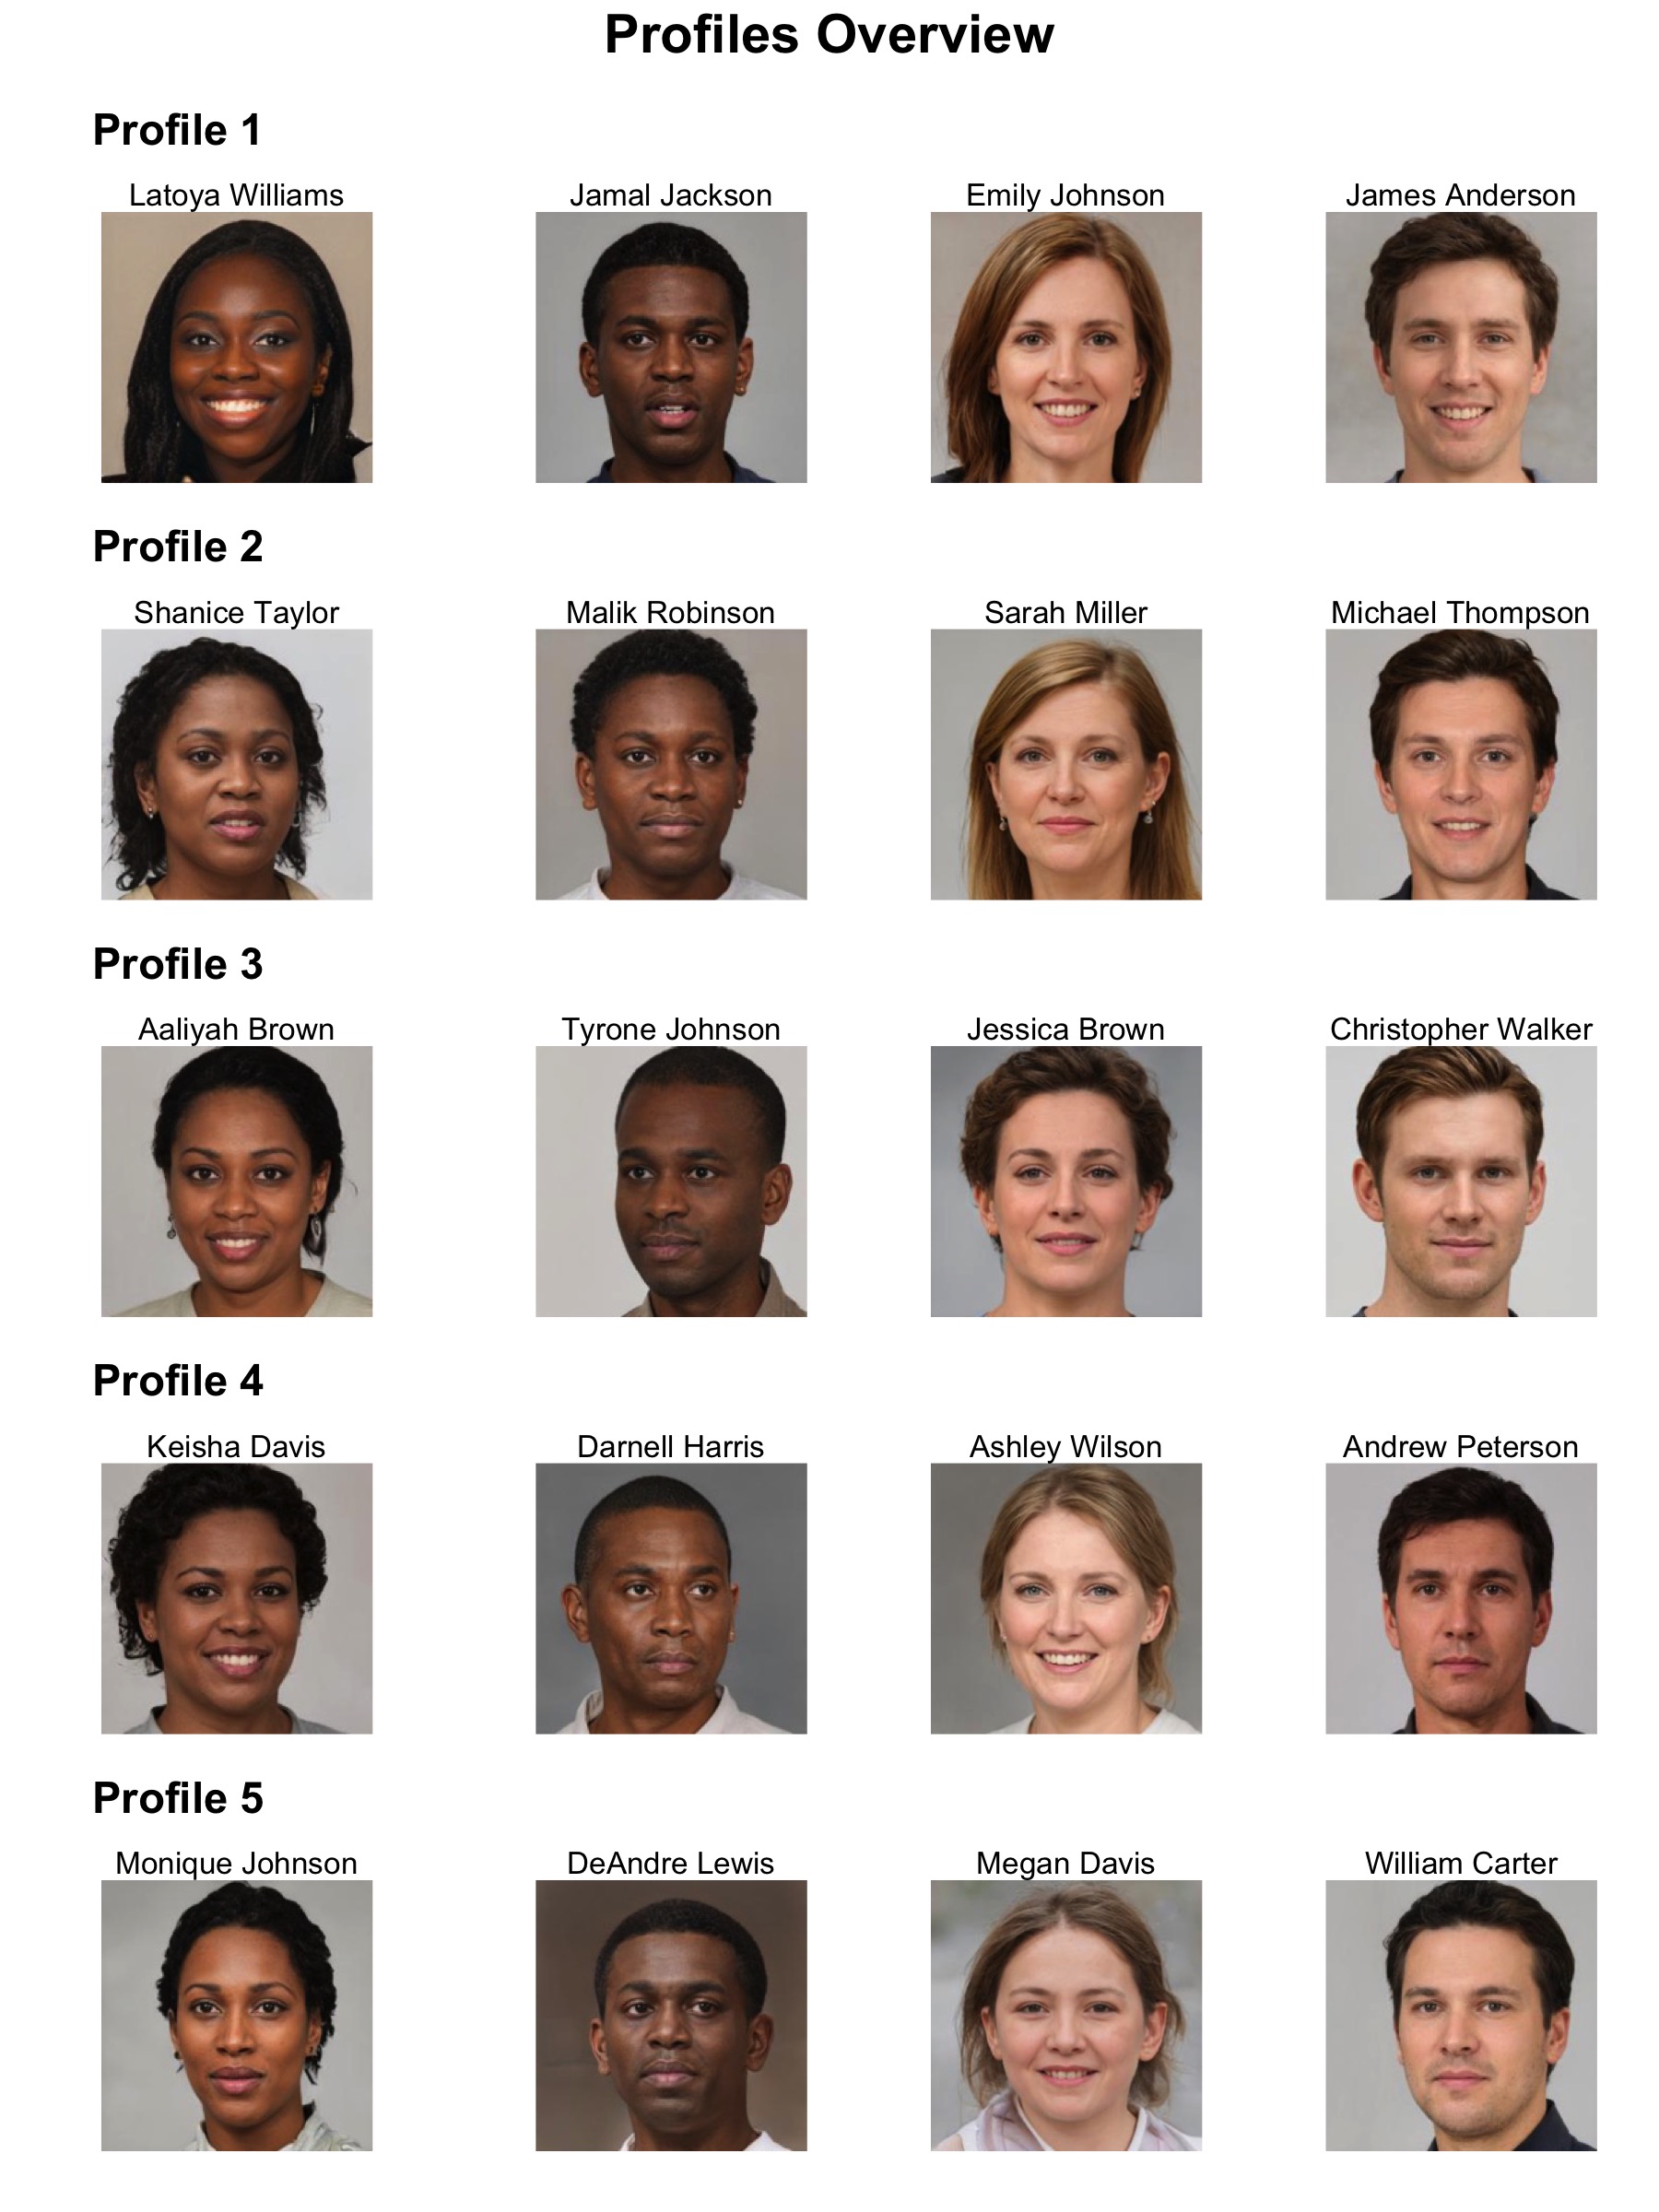 Profiles Overview
Profile 1
Latoya Williams
Jamal Jackson
Emily Johnson
James Anderson
Profile 2
Shanice Taylor
Malik Robinson
Sarah Miller
Michael Thompson
Profile 3
Aaliyah Brown
Tyrone Johnson
Jessica Brown
Christopher Walker
Profile 4
Keisha Davis
Darnell Harris
Ashley Wilson
Andrew Peterson
Profile 5
Monique Johnson
DeAndre Lewis
Megan Davis
William Carter